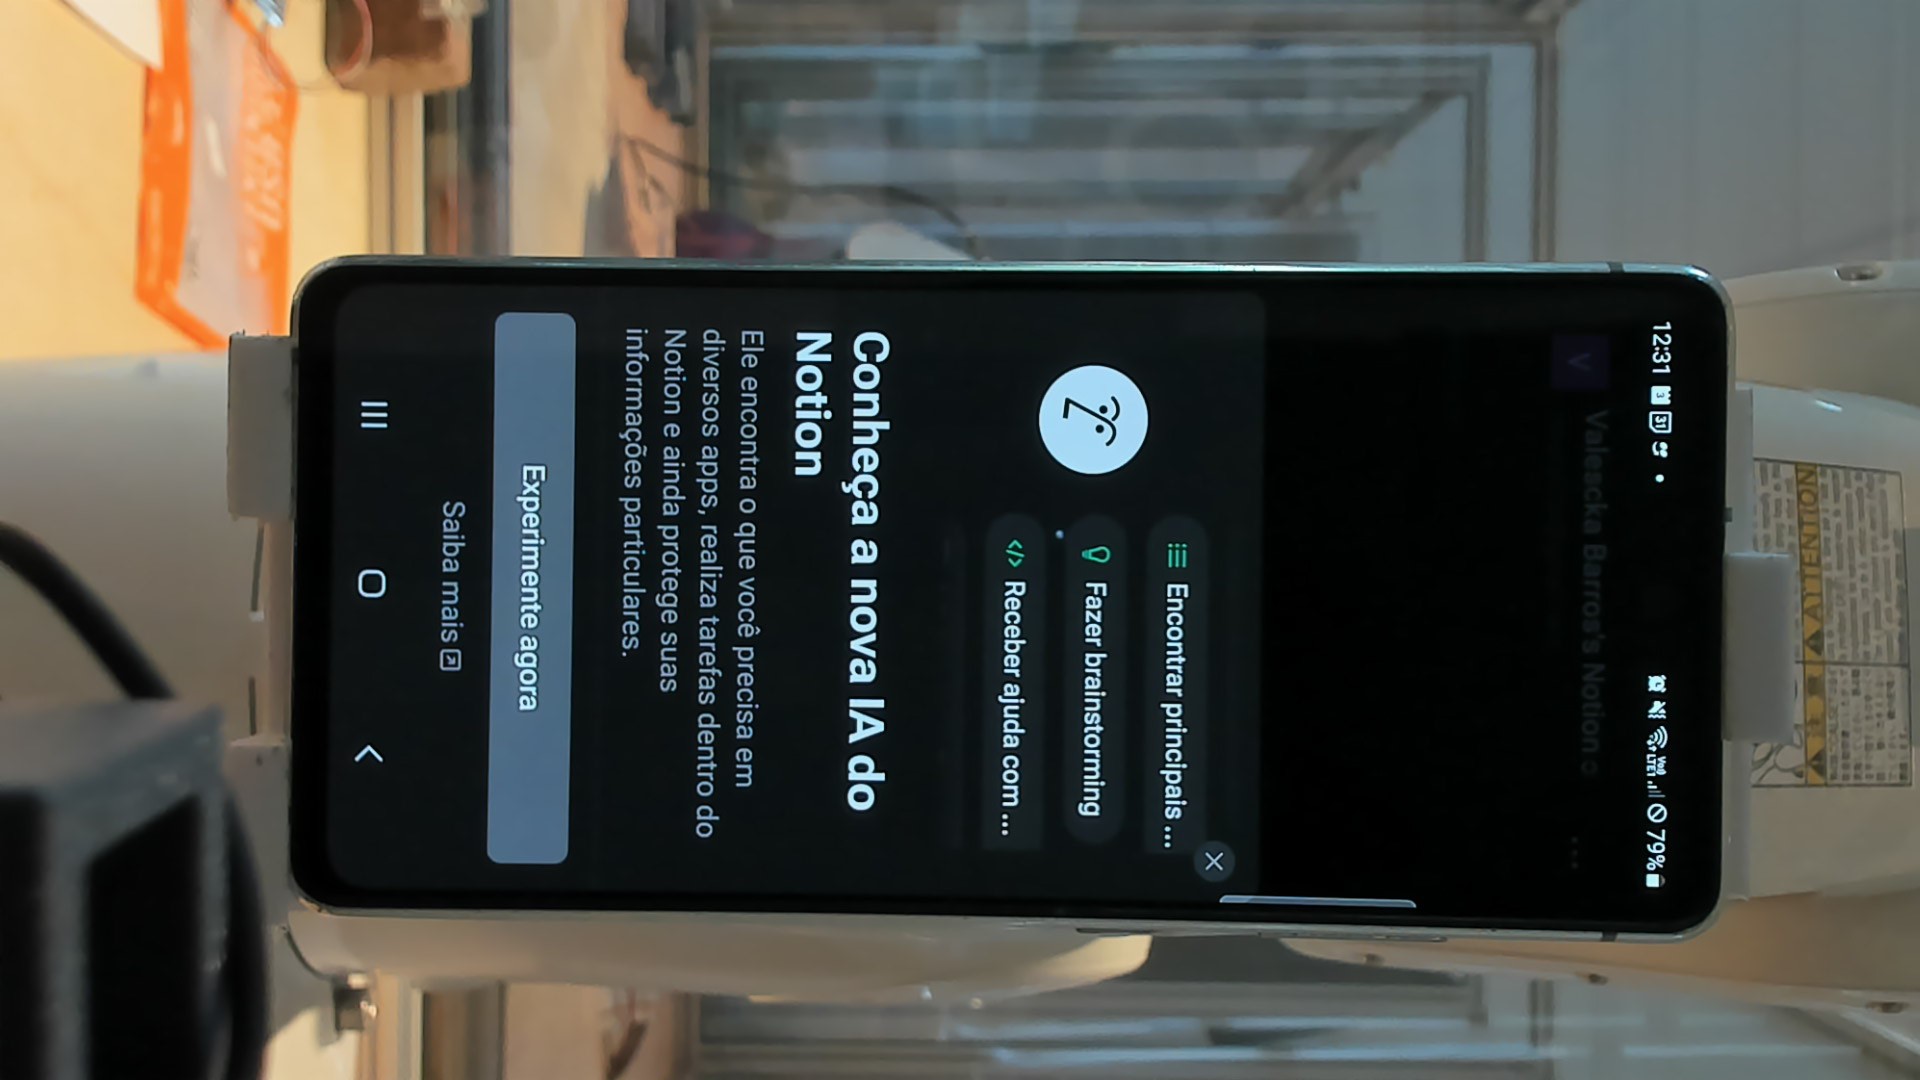 12:31
79%
Valescka Barros's Notion
Encontrar principais ...
Fazer brainstorming
Receber ajuda com ...
Conheça a nova IA do
Notion
Ele encontra o que você precisa em
diversos apps, realiza tarefas dentro do
Notion e ainda protege suas
informações particulares.
Experimente agora
Saiba mais
ATTENTION